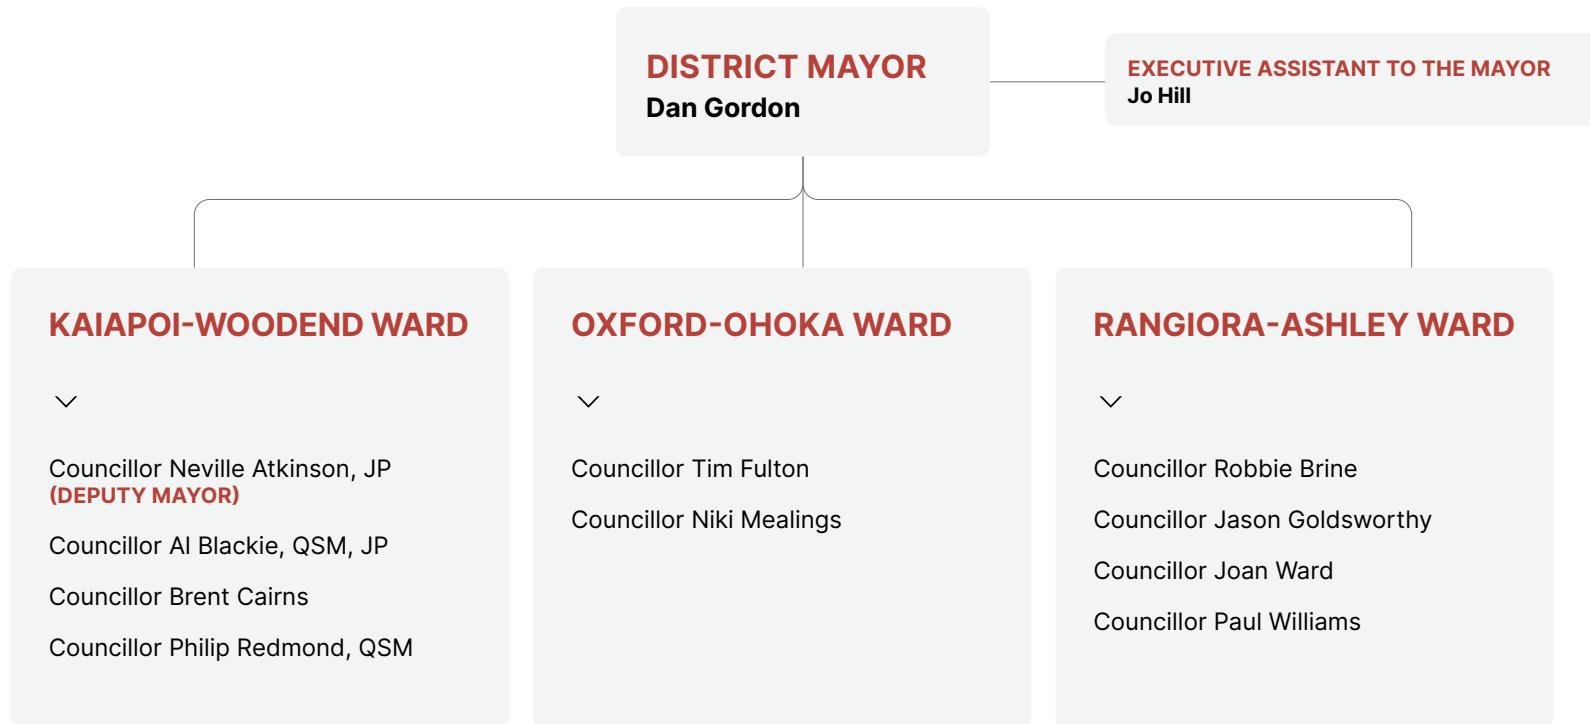 DISTRICT MAYOR
Dan Gordon
EXECUTIVE ASSISTANT TO THE MAYOR
Jo Hill
KAIAPOI-WOODEND WARD
Councillor Neville Atkinson, JP
(DEPUTY MAYOR)
Councillor Al Blackie, QSM, JP
Councillor Brent Cairns
Councillor Philip Redmond, QSM
OXFORD-OHOKA WARD
Councillor Tim Fulton
Councillor Niki Mealings
RANGIORA-ASHLEY WARD
Councillor Robbie Brine
Councillor Jason Goldsworthy
Councillor Joan Ward
Councillor Paul Williams